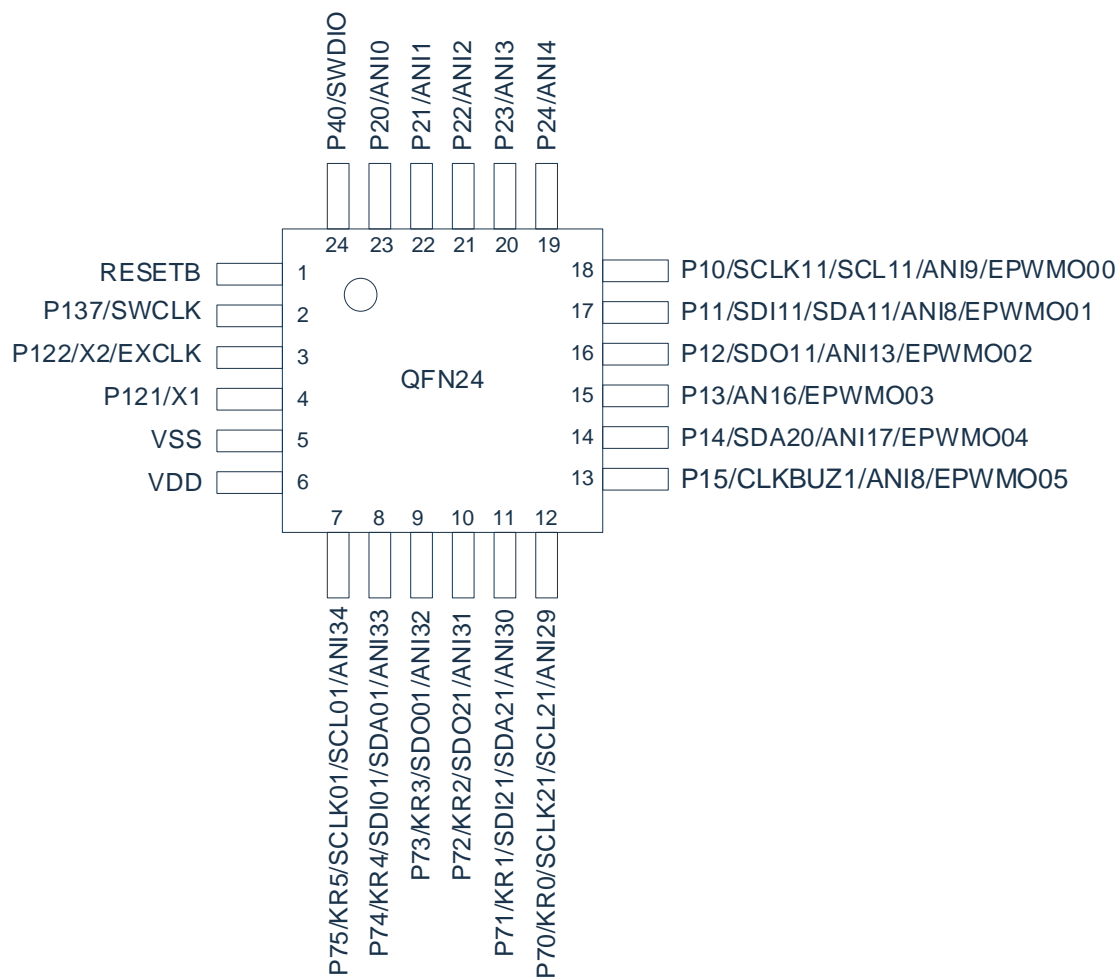 P40/SWDIO
P20/ANI0
P21/ANI1
P22/ANI2
P23/ANI3
P24/ANI4
24
23
22
21
20
19
RESETB
1
P137/SWCLK
2
P122/X2/EXCLK
3
P121/X1
4
VSS
5
VDD
6
QFN24
18
P10/SCLK11/SCL11/ANI9/EPWMO00
17
P11/SDI11/SDA11/ANI8/EPWMO01
16
P12/SDO11/ANI13/EPWMO02
15
P13/AN16/EPWMO03
14
P14/SDA20/ANI17/EPWMO04
13
P15/CLKBUZ1/ANI8/EPWMO05
7
8
9
10
11
12
P75/KR5/SCLK01/SCL01/ANI34
P74/KR4/SDI01/SDA01/ANI33
P73/KR3/SDO01/ANI32
P72/KR2/SDO21/ANI31
P71/KR1/SDI21/SDA21/ANI30
P70/KR0/SCLK21/SCL21/ANI29